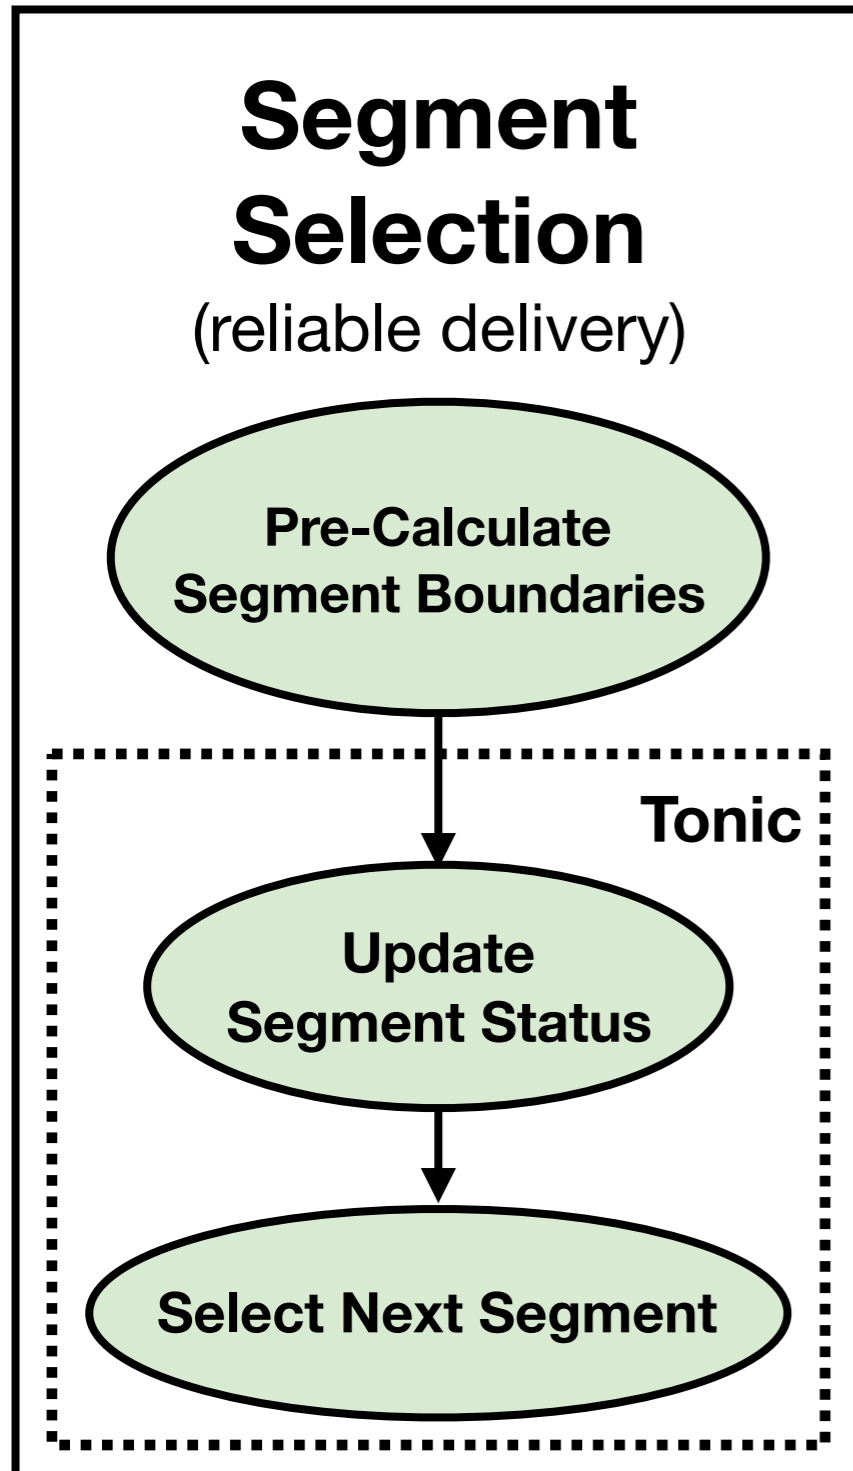 Segment
Selection
(reliable delivery)
Pre-Calculate
Segment Boundaries
Tonic
Update
Segment Status
Select Next Segment